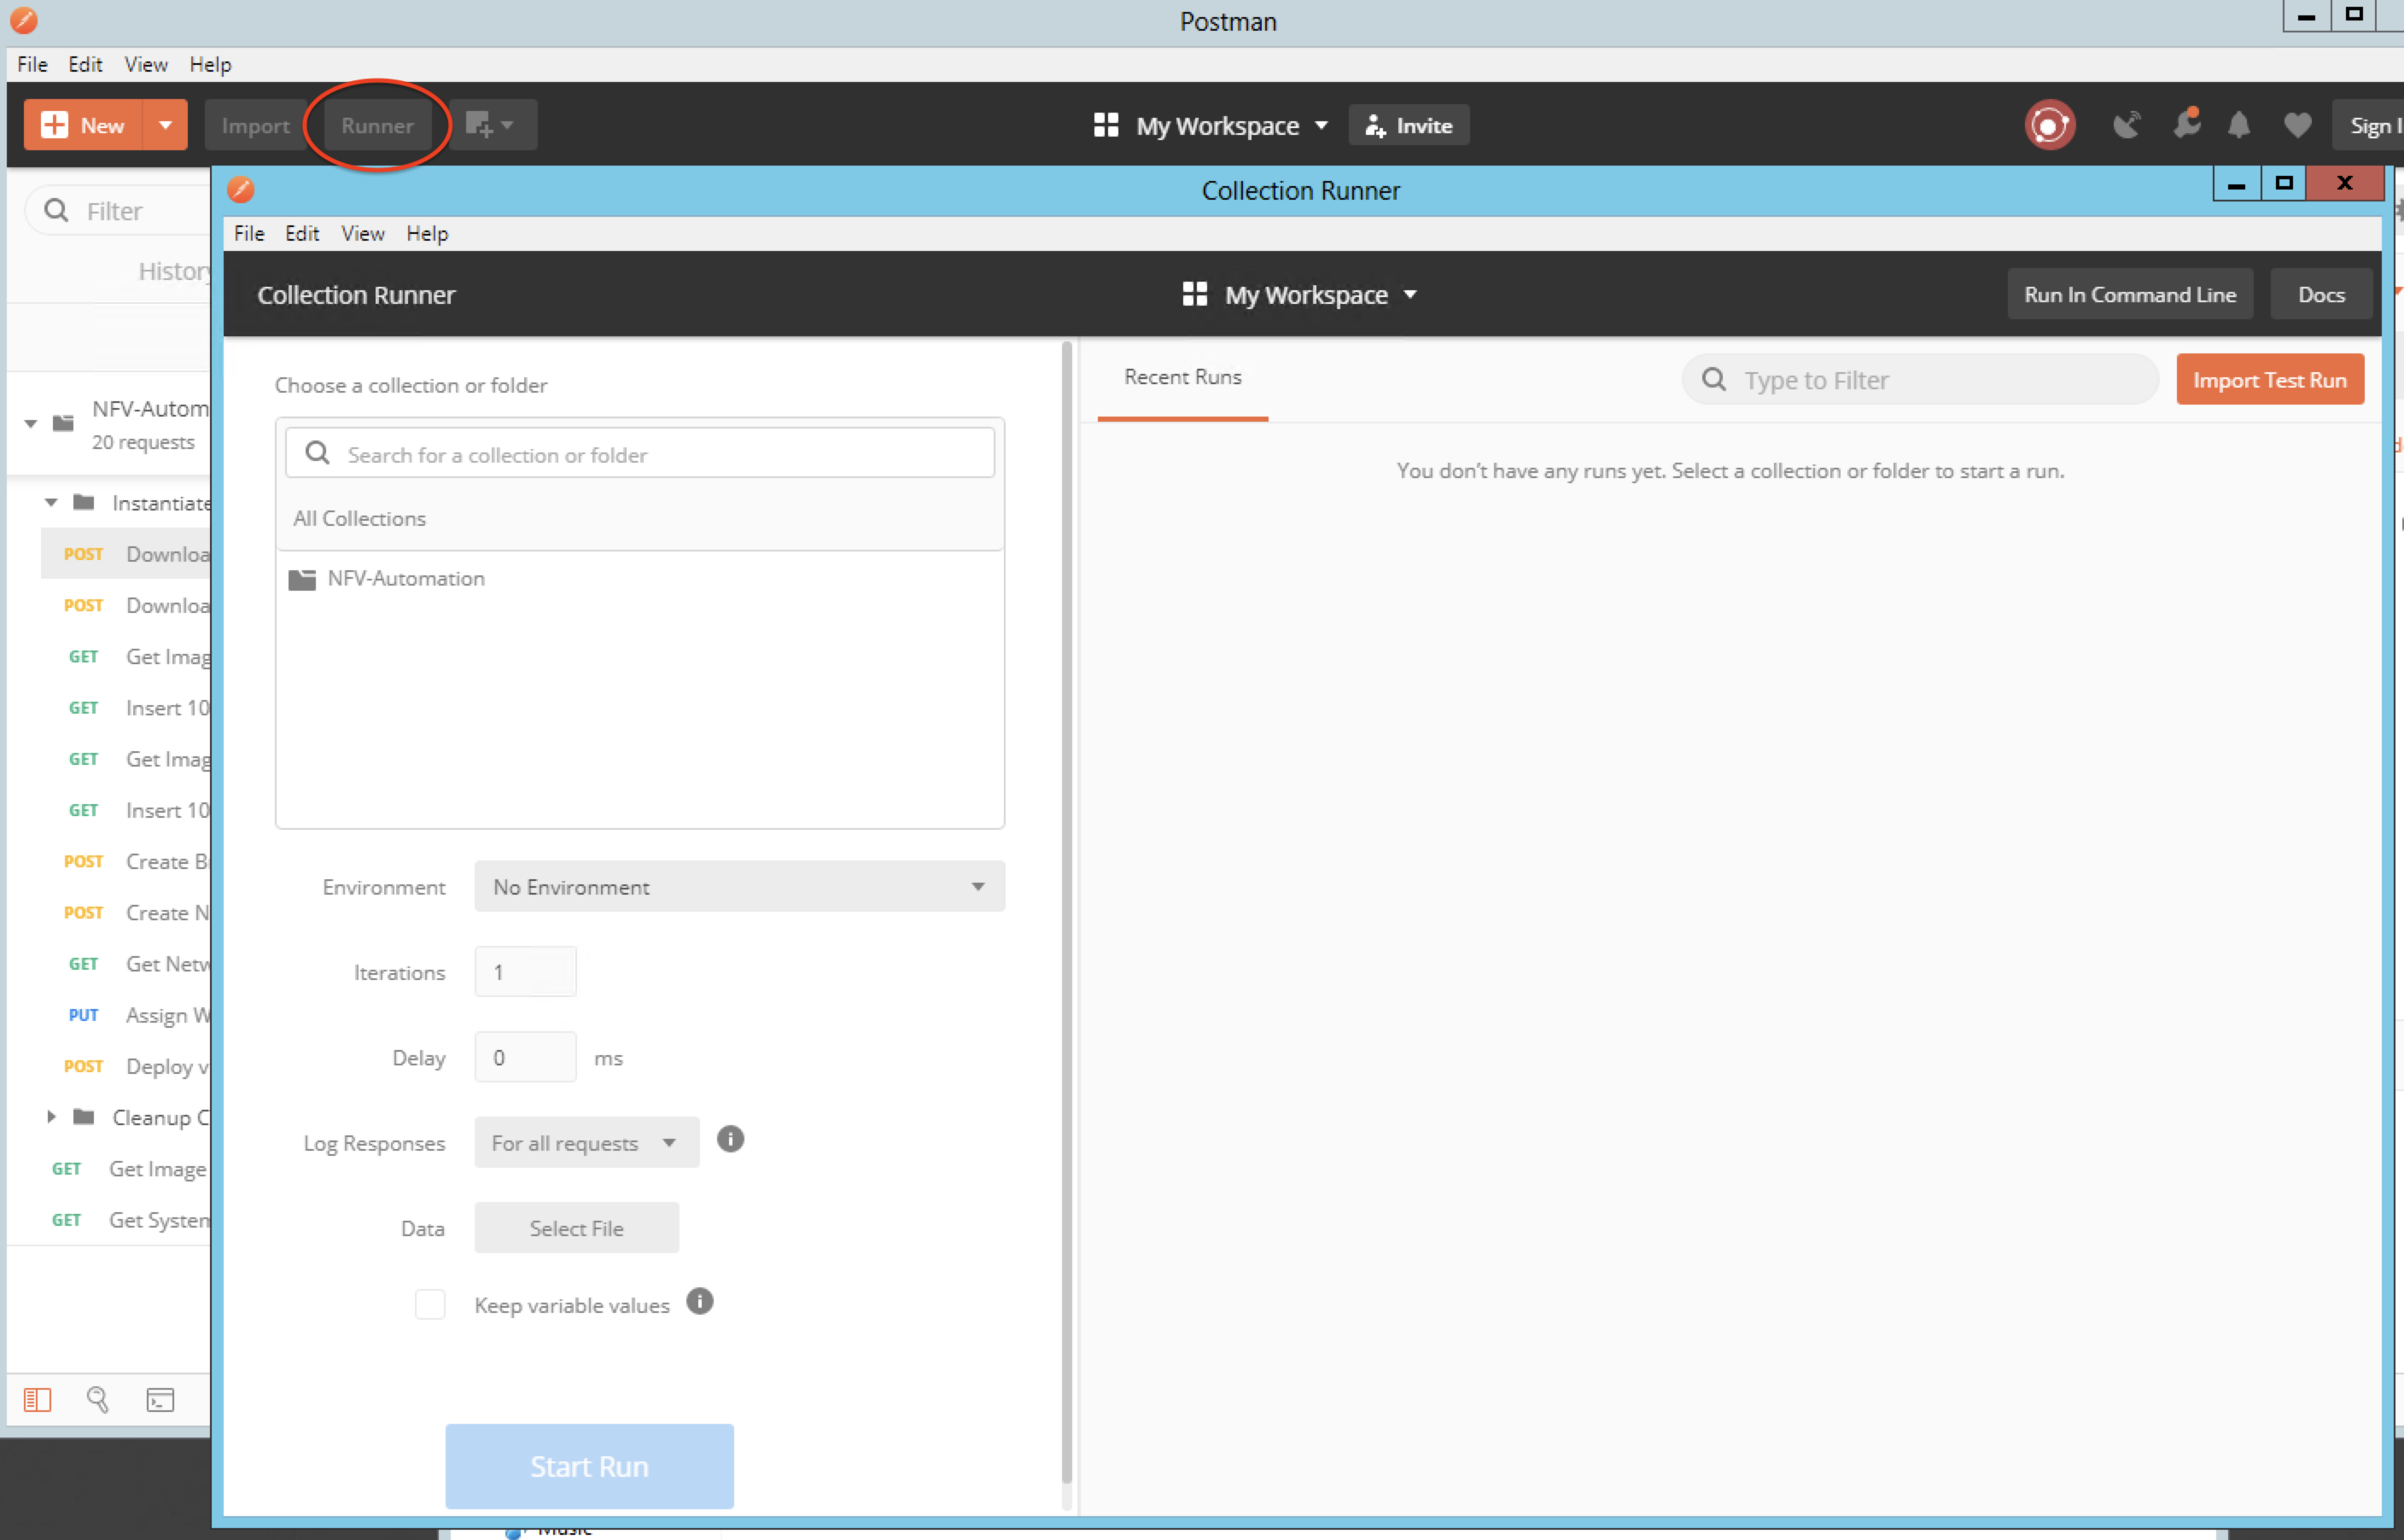 Postman
File Edit View Help
New Import Runner My Workspace Invite Sign
Filter
History
NFV-Autom
20 requests
Instantiate
POST Downloa
POST Downloa
GET Get Imag
GET Insert 10
GET Get Imag
GET Insert 10
POST Create B
POST Create N
GET Get Netw
PUT Assign W
POST Deploy v
Cleanup C
GET Get Image
GET Get System
Collection Runner
File Edit View Help
Collection Runner My Workspace Run In Command Line Docs
Choose a collection or folder
Search for a collection or folder
All Collections
NFV-Automation
Environment No Environment
Iterations 1
Delay 0 ms
Log Responses For all requests
Data Select File
Keep variable values
Start Run
Recent Runs Type to Filter Import Test Run
You don't have any runs yet. Select a collection or folder to start a run.
Music